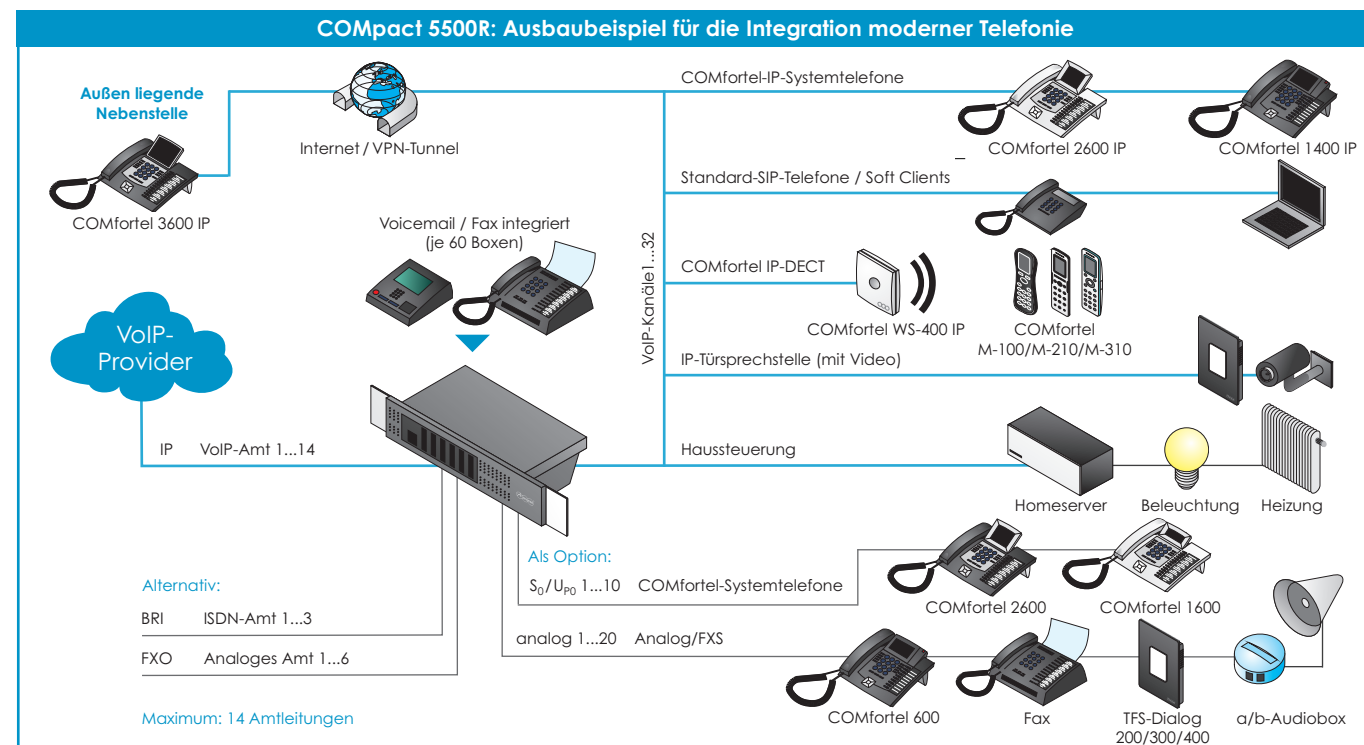 COMpact 5500R: Ausbaubeispiel für die Integration moderner Telefonie
Außen liegende
Nebenstelle
COMfortel 3600 IP
Internet / VPN-Tunnel
COMfortel-IP-Systemtelefone
COMfortel 2600 IP
COMfortel 1400 IP
Standard-SIP-Telefone / Soft Clients
Voicemail / Fax integriert
(je 60 Boxen)
VoIP-Kanäle1...32
COMfortel IP-DECT
COMfortel WS-400 IP
COMfortel
M-100/M-210/M-310
VoIP-
Provider
IP-Türsprechstelle (mit Video)
IP VoIP-Amt 1...14
Haussteuerung
Homeserver
Beleuchtung
Heizung
Als Option:
S0/UP0 1...10 COMfortel-Systemtelefone
COMfortel 2600
COMfortel 1600
Alternativ:
BRI ISDN-Amt 1...3
FXO Analoges Amt 1...6
analog 1...20 Analog/FXS
COMfortel 600
Fax
TFS-Dialog
200/300/400
a/b-Audiobox
Maximum: 14 Amtleitungen